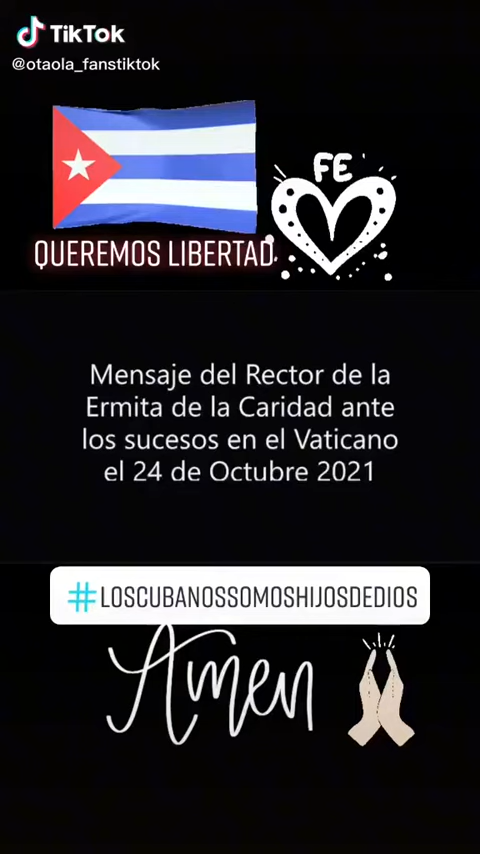 TikTok
@otaola_fanstiktok
FE
QUEREMOS LIBERTAD
Mensaje del Rector de la
Ermita de la Caridad ante
los sucesos en el Vaticano
el 24 de Octubre 2021
#LOSCUBANOSSOMOSHIJOSDEDIOS
Amen